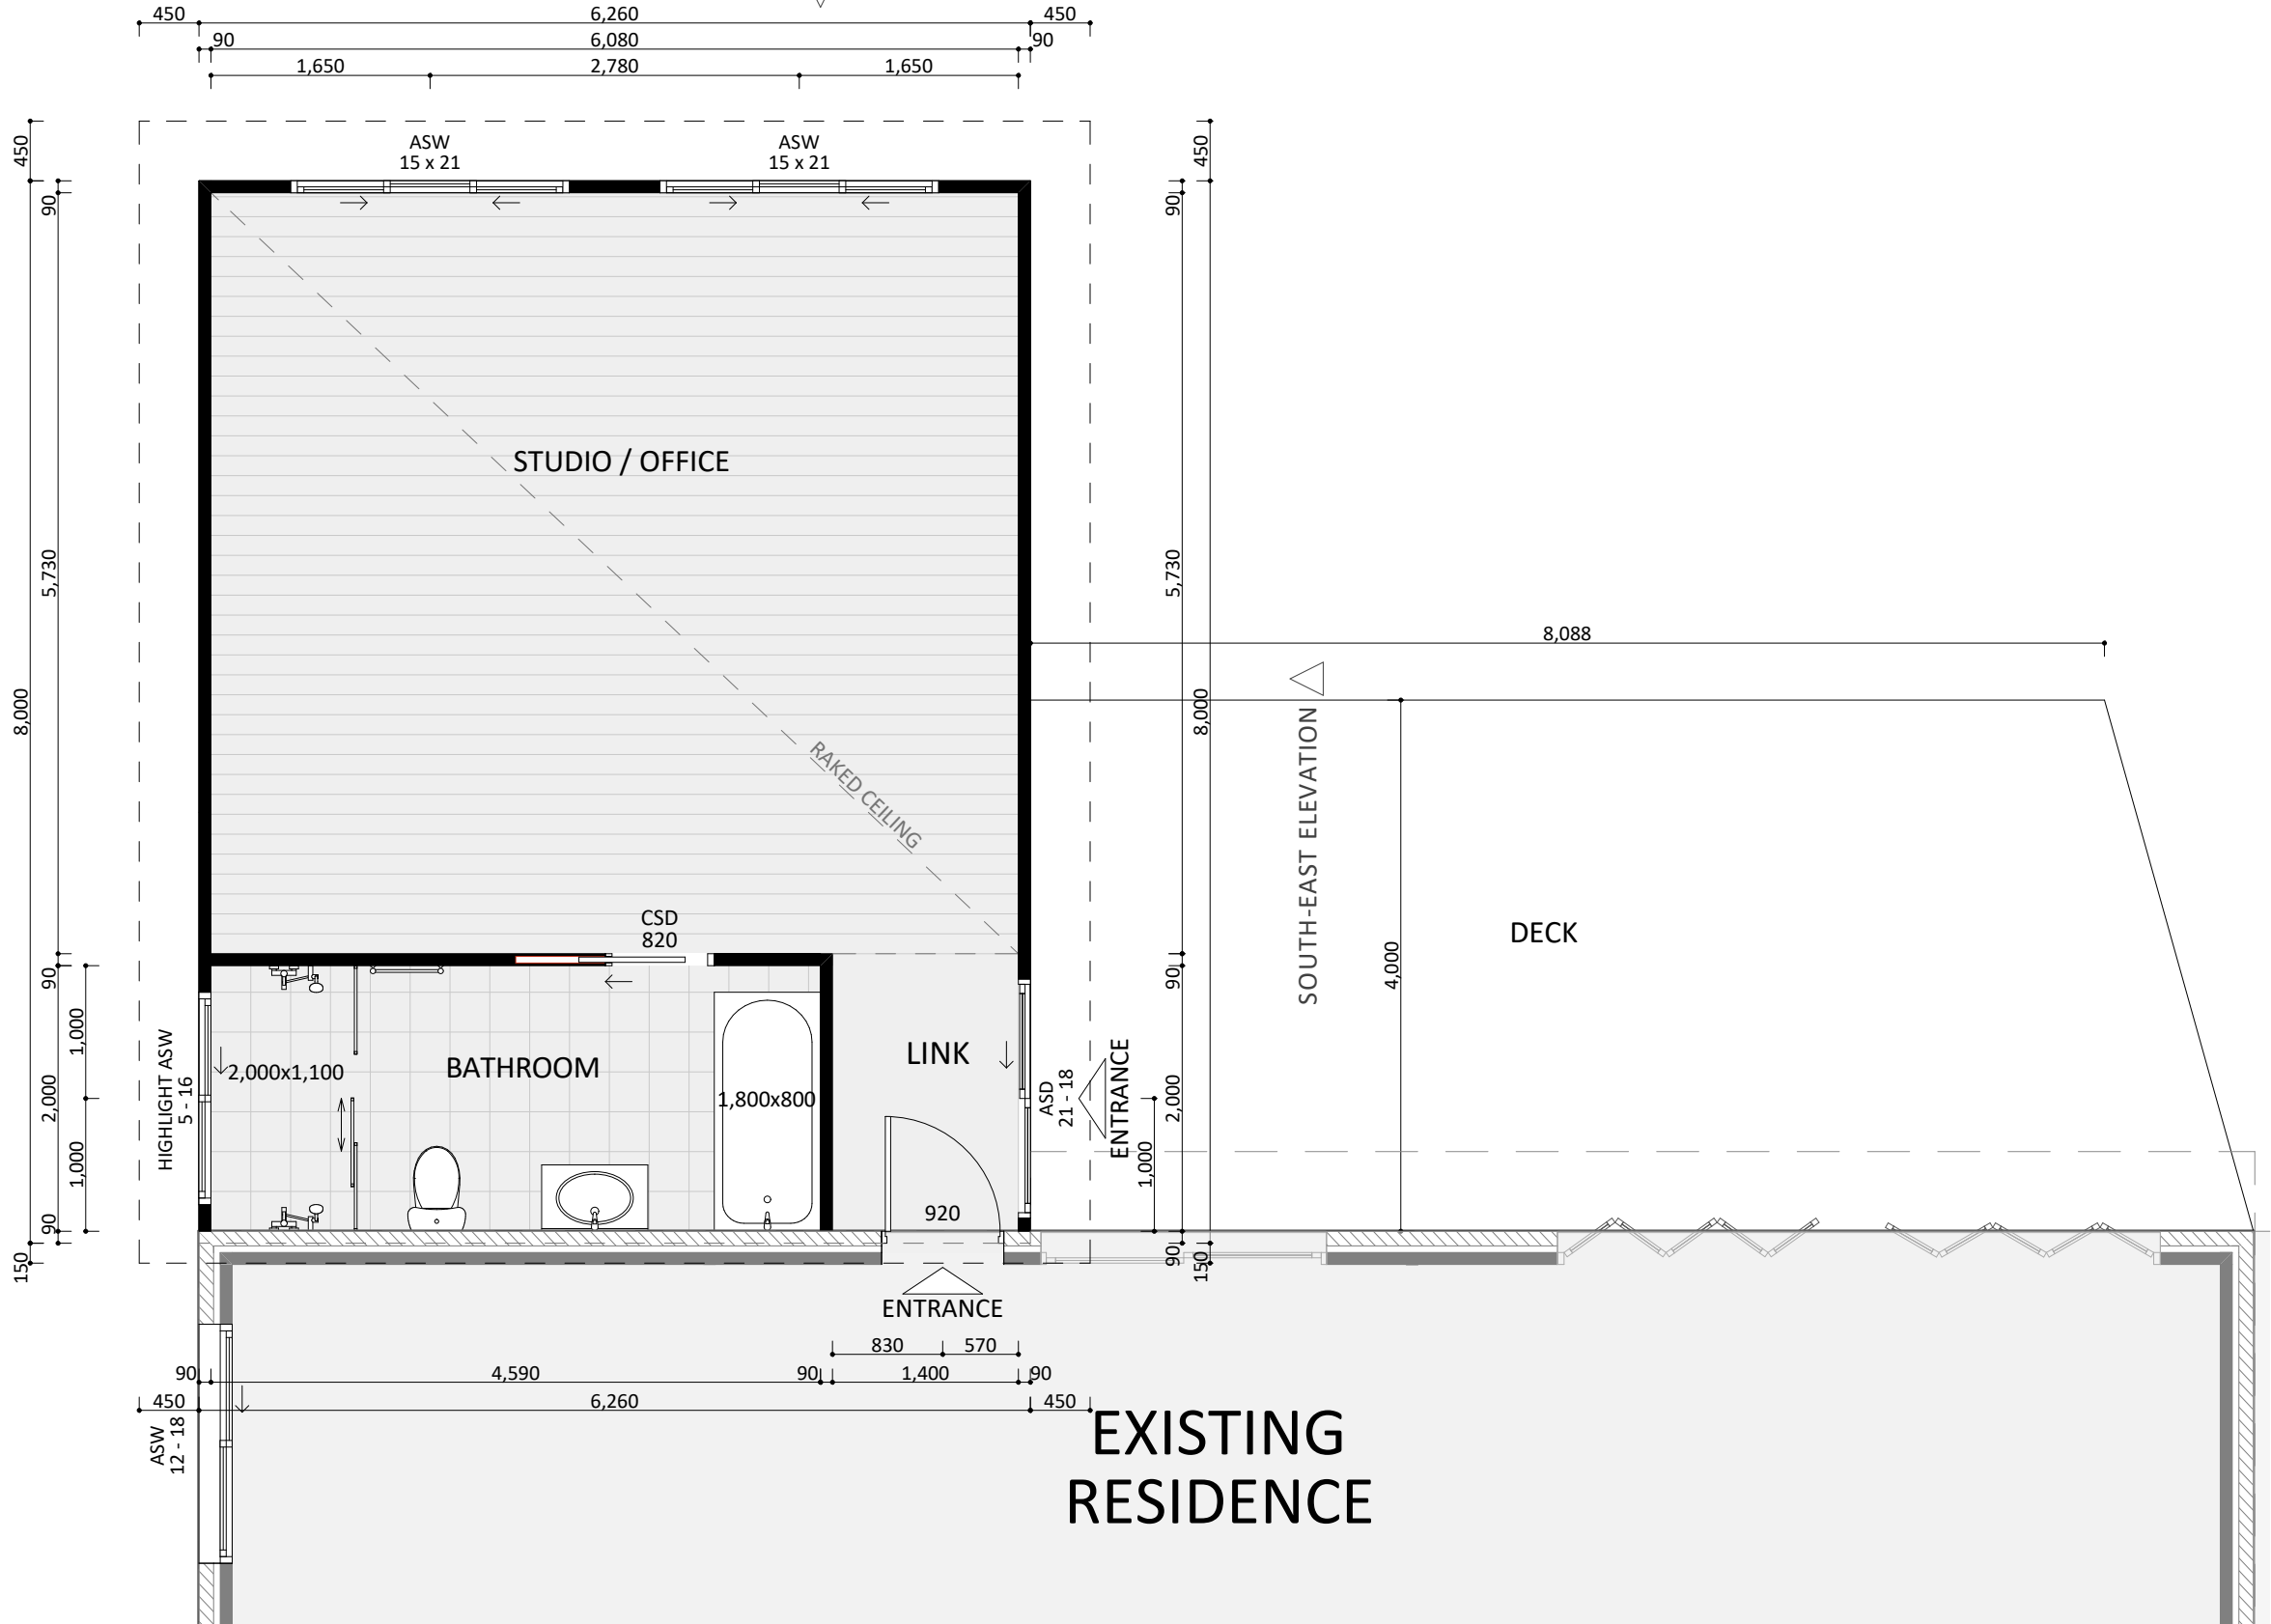 450 6,260 450
90 6,080 90
1,650 2,780 1,650
450
90
5,730
8,000
90
1,000
2,000
1,000
90
150
ASW
15 x 21
ASW
15 x 21
450
90
5,730
8,000
90
2,000
1,000
90
150
STUDIO / OFFICE
RAKED CEILING
8,088
SOUTH-EAST ELEVATION
4,000
DECK
CSD
820
HIGHLIGHT ASW
5 - 16
2,000x1,100
BATHROOM
1,800x800
LINK
ASD
21 - 18
ENTRANCE
920
ENTRANCE
830 570
90 4,590 90 1,400 90
450 6,260 450
ASW
12 - 18
EXISTING
RESIDENCE